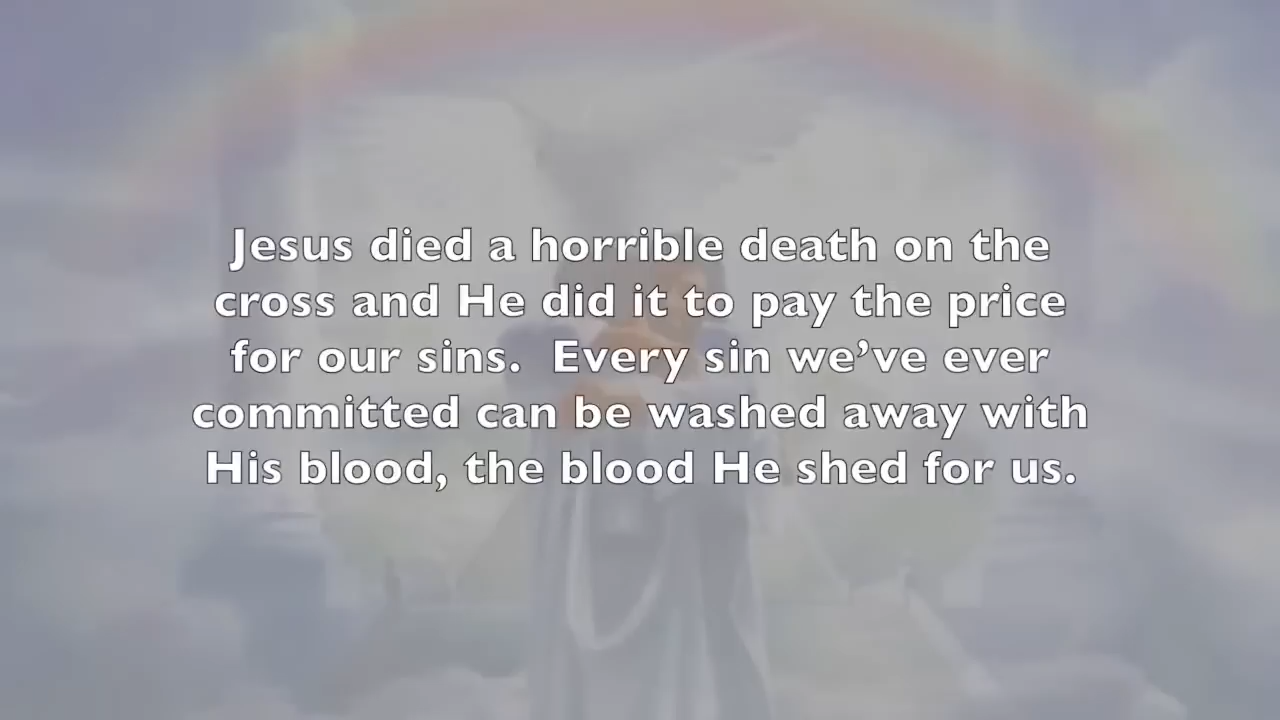 Jesus died a horrible death on the
cross and He did it to pay the price
for our sins.  Every sin we’ve ever
committed can be washed away with
His blood, the blood He shed for us.